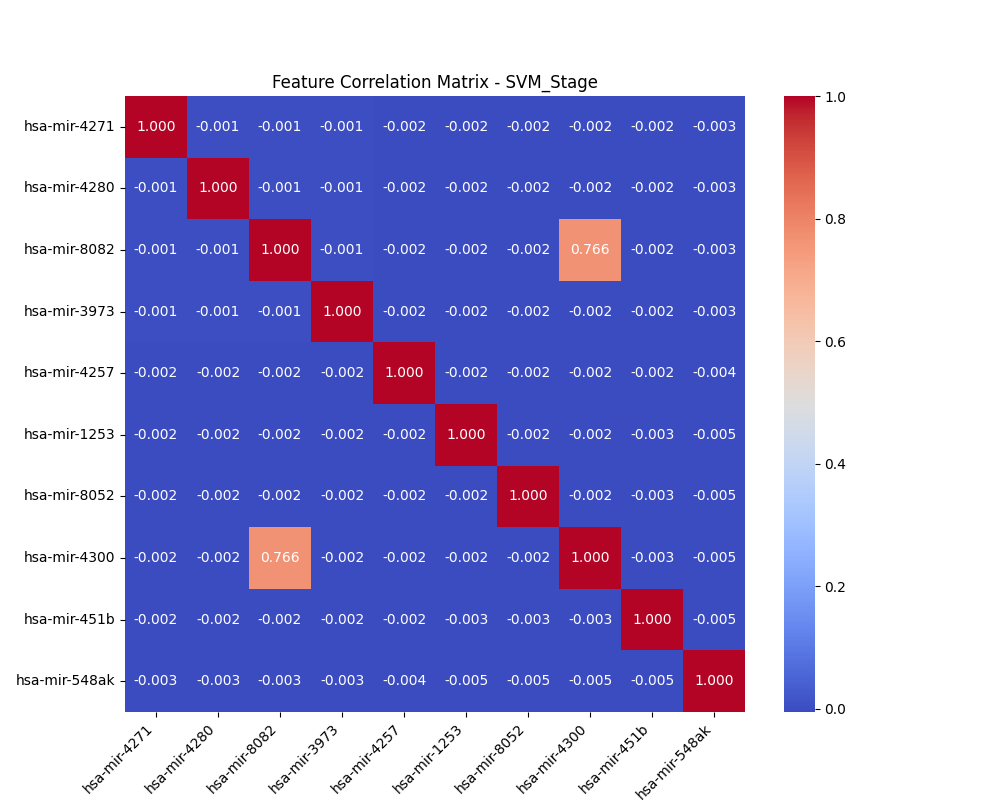 Feature Correlation Matrix - SVM_Stage
hsa-mir-4271 1.000 -0.001 -0.001 -0.001 -0.002 -0.002 -0.002 -0.002 -0.002 -0.003
hsa-mir-4280 -0.001 1.000 -0.001 -0.001 -0.002 -0.002 -0.002 -0.002 -0.002 -0.003
hsa-mir-8082 -0.001 -0.001 1.000 -0.001 -0.002 -0.002 -0.002 0.766 -0.002 -0.003
hsa-mir-3973 -0.001 -0.001 -0.001 1.000 -0.002 -0.002 -0.002 -0.002 -0.002 -0.003
hsa-mir-4257 -0.002 -0.002 -0.002 -0.002 1.000 -0.002 -0.002 -0.002 -0.002 -0.004
hsa-mir-1253 -0.002 -0.002 -0.002 -0.002 -0.002 1.000 -0.002 -0.002 -0.003 -0.005
hsa-mir-8052 -0.002 -0.002 -0.002 -0.002 -0.002 -0.002 1.000 -0.002 -0.003 -0.005
hsa-mir-4300 -0.002 -0.002 0.766 -0.002 -0.002 -0.002 -0.002 1.000 -0.003 -0.005
hsa-mir-451b -0.002 -0.002 -0.002 -0.002 -0.002 -0.003 -0.003 -0.003 1.000 -0.005
hsa-mir-548ak -0.003 -0.003 -0.003 -0.003 -0.004 -0.005 -0.005 -0.005 -0.005 1.000
hsa-mir-4271
hsa-mir-4280
hsa-mir-8082
hsa-mir-3973
hsa-mir-4257
hsa-mir-1253
hsa-mir-8052
hsa-mir-4300
hsa-mir-451b
hsa-mir-548ak
1.0
0.8
0.6
0.4
0.2
0.0